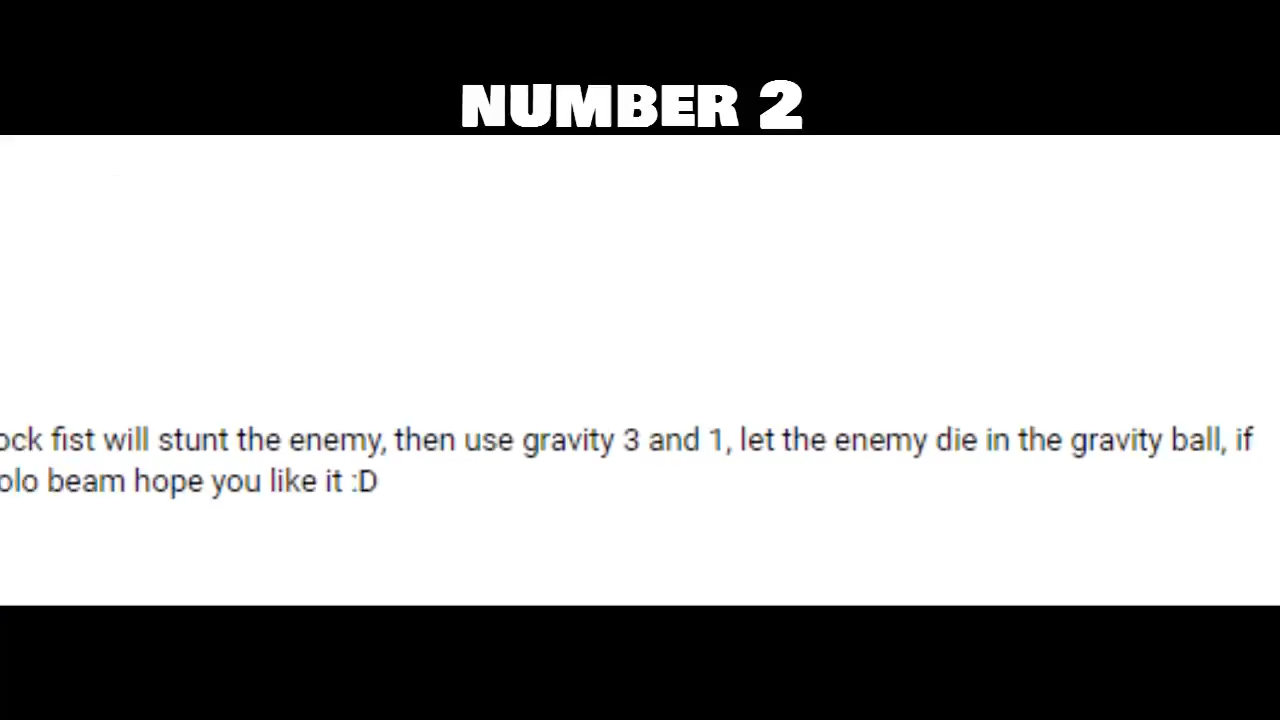 NUMBER 2
ock fist will stunt the enemy, then use gravity 3 and 1, let the enemy die in the gravity ball, if
olo beam hope you like it :D